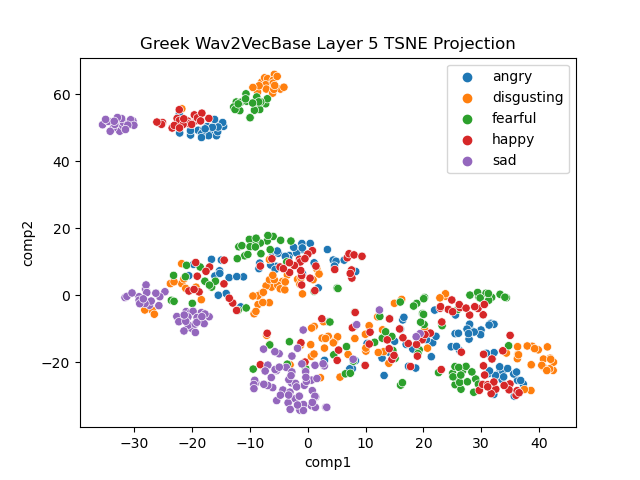 Greek Wav2VecBase Layer 5 TSNE Projection
angry
disgusting
fearful
happy
sad
comp2
60
40
20
0
−20
−30
−20
−10
0
10
20
30
40
comp1